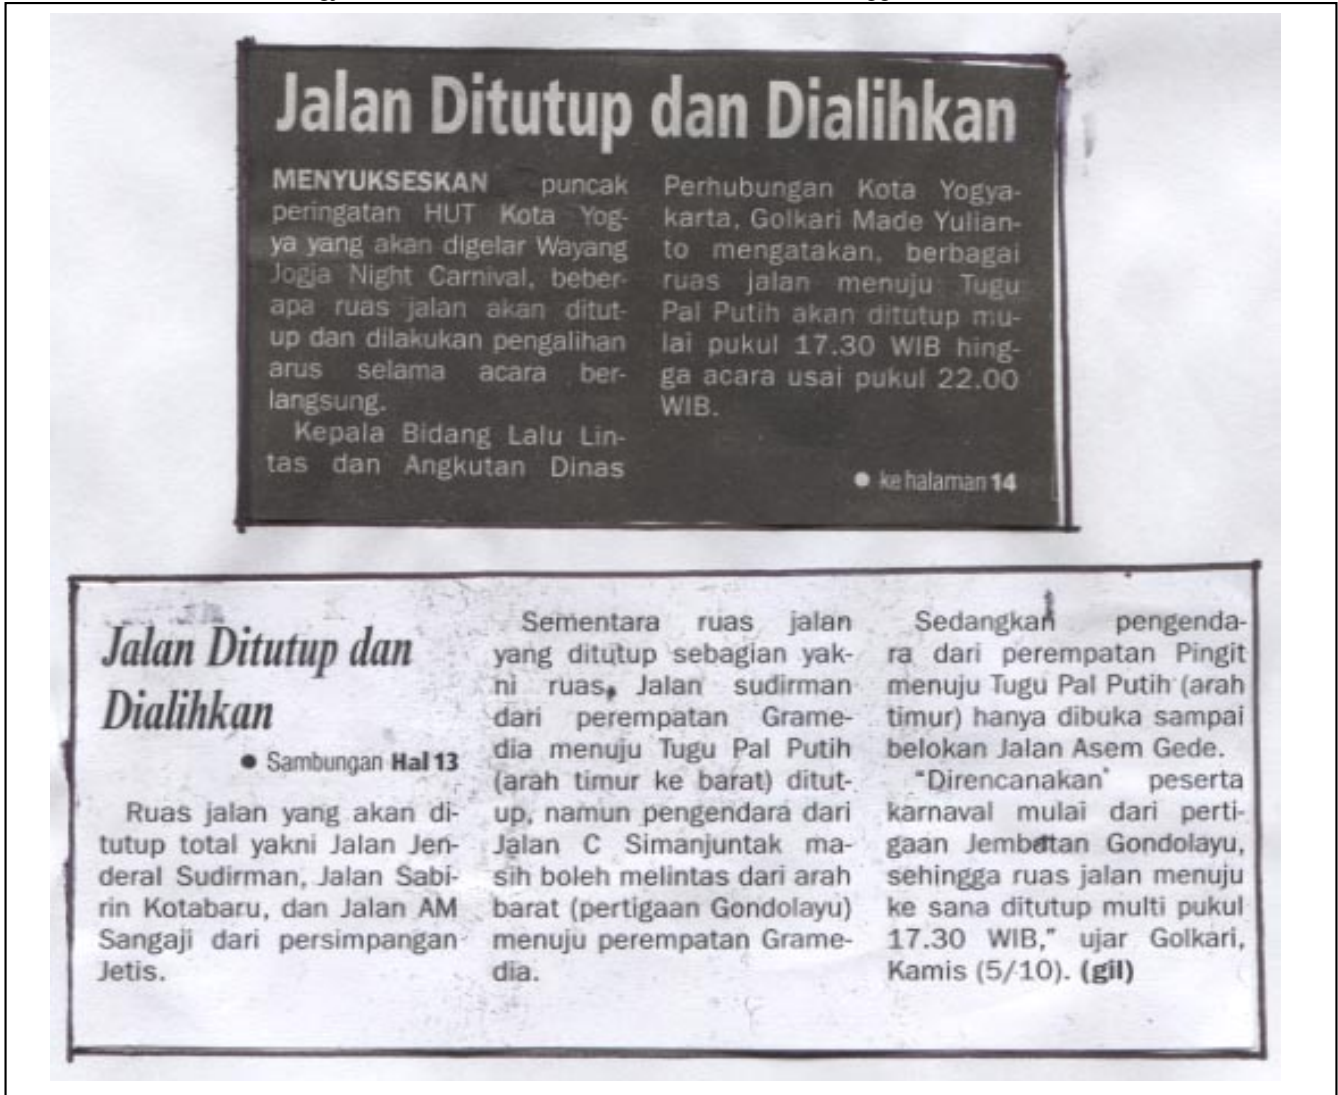 Jalan Ditutup dan Dialihkan
MENYUKSESKAN puncak
peringatan HUT Kota Yog-
ya yang akan digelar Wayang
Jogja Night Carnival, beber-
apa ruas jalan akan ditut-
up dan dilakukan pengalihan
arus selama acara ber-
langsung.
Kepala Bidang Lalu Lin-
tas dan Angkutan Dinas
Perhubungan Kota Yogya-
karta, Golkari Made Yulian-
to mengatakan, berbagai
ruas jalan menuju Tugu
Pal Putih akan ditutup mu-
lai pukul 17.30 WIB hing-
ga acara usai pukul 22.00
WIB.
● ke halaman 14
Jalan Ditutup dan
Dialihkan
● Sambungan Hal 13
Ruas jalan yang akan di-
tutup total yakni Jalan Jen-
deral Sudirman, Jalan Sabi-
rin Kotabaru, dan Jalan AM
Sangaji dari persimpangan
Jetis.
Sementara ruas jalan
yang ditutup sebagian yak-
ni ruas, Jalan sudirman
dari perempatan Grame-
dia menuju Tugu Pal Putih
(arah timur ke barat) ditut-
up, namun pengendara dari
Jalan C Simanjuntak ma-
sih boleh melintas dari arah
barat (pertigaan Gondolayu)
menuju perempatan Grame-
dia.
Sedangkan pengenda-
ra dari perempatan Pingit
menuju Tugu Pal Putih (arah
timur) hanya dibuka sampai
belokan Jalan Asem Gede.
"Direncanakan peserta
karnaval mulai dari perti-
gaan Jembatan Gondolayu,
sehingga ruas jalan menuju
ke sana ditutup multi pukul
17.30 WIB," ujar Golkari,
Kamis (5/10). (gil)